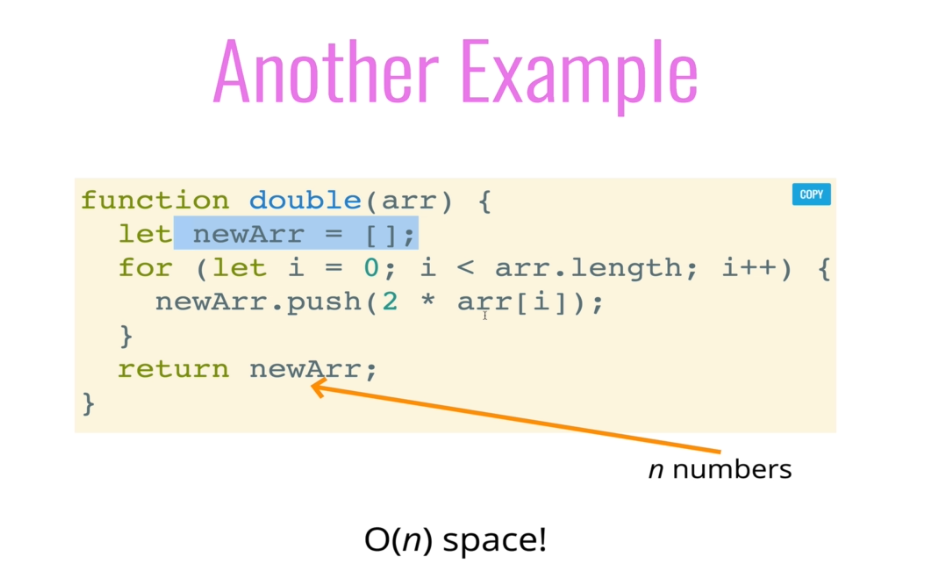 Another Example
COPY
function double(arr) {
  let newArr = [];
  for (let i = 0; i < arr.length; i++) {
    newArr.push(2 * arr[i]);
  }
  return newArr;
}
n numbers
O(n) space!